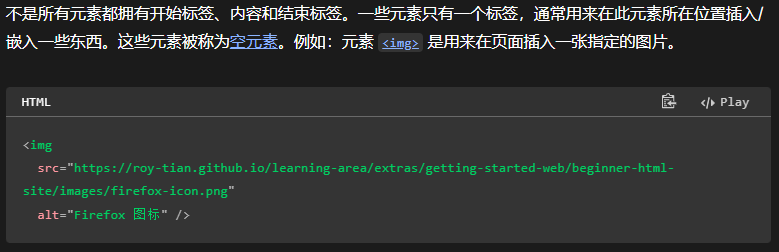 不是所有元素都拥有开始标签、内容和结束标签。一些元素只有一个标签，通常用来在此元素所在位置插入/
嵌入一些东西。这些元素被称为空元素。例如：元素 <img> 是用来在页面插入一张指定的图片。
HTML
Play
<img
src="https://roy-tian.github.io/learning-area/extras/getting-started-web/beginner-html-
site/images/firefox-icon.png"
alt="Firefox 图标" />